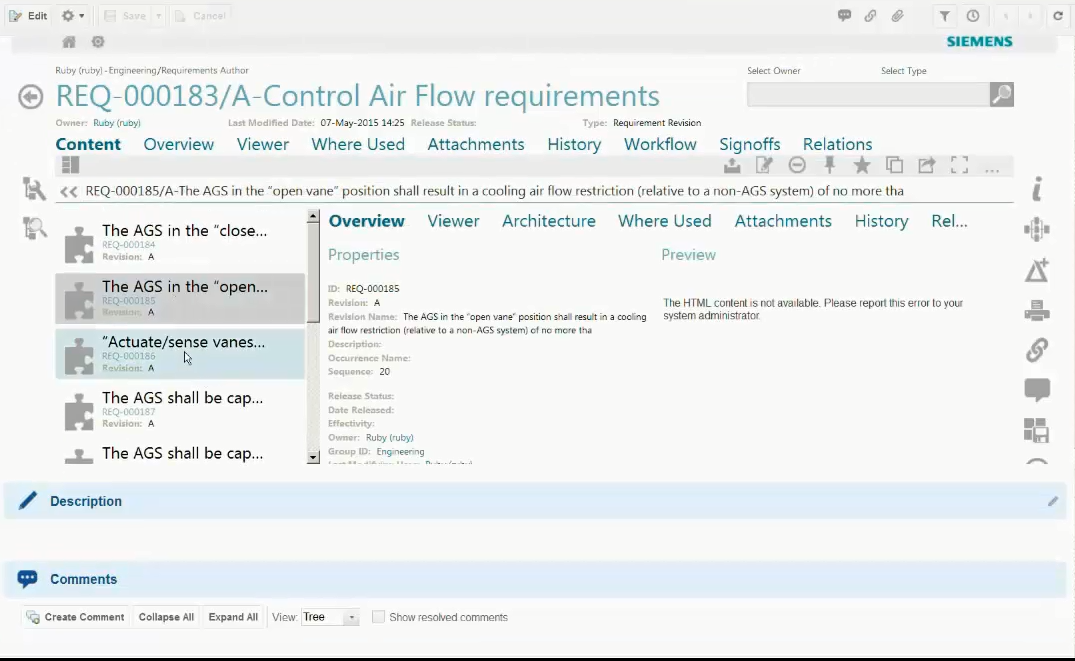 Edit
Save
Cancel
SIEMENS
Ruby (ruby) - Engineering/Requirements Author
Select Owner
Select Type
REQ-000183/A-Control Air Flow requirements
Owner: Ruby (ruby) Last Modified Date: 07-May-2015 14:25 Release Status: Type: Requirement Revision
Content Overview Viewer Where Used Attachments History Workflow Signoffs Relations
...
REQ-000185/A-The AGS in the "open vane" position shall result in a cooling air flow restriction (relative to a non-AGS system) of no more tha
The AGS in the "close...
REQ-000184
Revision: A
The AGS in the "open...
REQ-000185
Revision: A
"Actuate/sense vanes...
REQ-000186
Revision: A
The AGS shall be cap...
REQ-000187
Revision: A
The AGS shall be cap...
Overview Viewer Architecture Where Used Attachments History Rel...
Properties
ID: REQ-000185
Revision: A
Revision Name: The AGS in the "open vane" position shall result in a cooling
air flow restriction (relative to a non-AGS system) of no more tha
Description:
Occurrence Name:
Sequence: 20
Release Status:
Date Released:
Effectivity:
Owner: Ruby (ruby)
Group ID: Engineering
Preview
The HTML content is not available. Please report this error to your
system administrator.
Description
Comments
Create Comment Collapse All Expand All View: Tree Show resolved comments